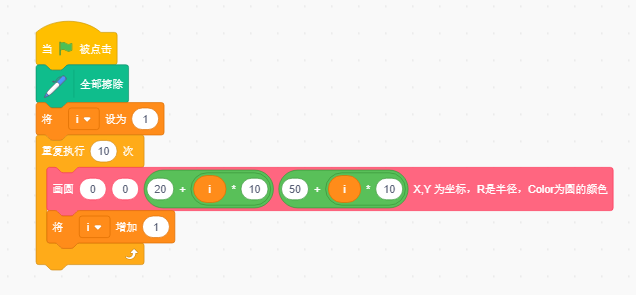 当 被点击
全部擦除
将 i 设为 1
重复执行 10 次
画圆 0 0 20 + i * 10 50 + i * 10 X,Y 为坐标，R是半径，Color为圆的颜色
将 i 增加 1